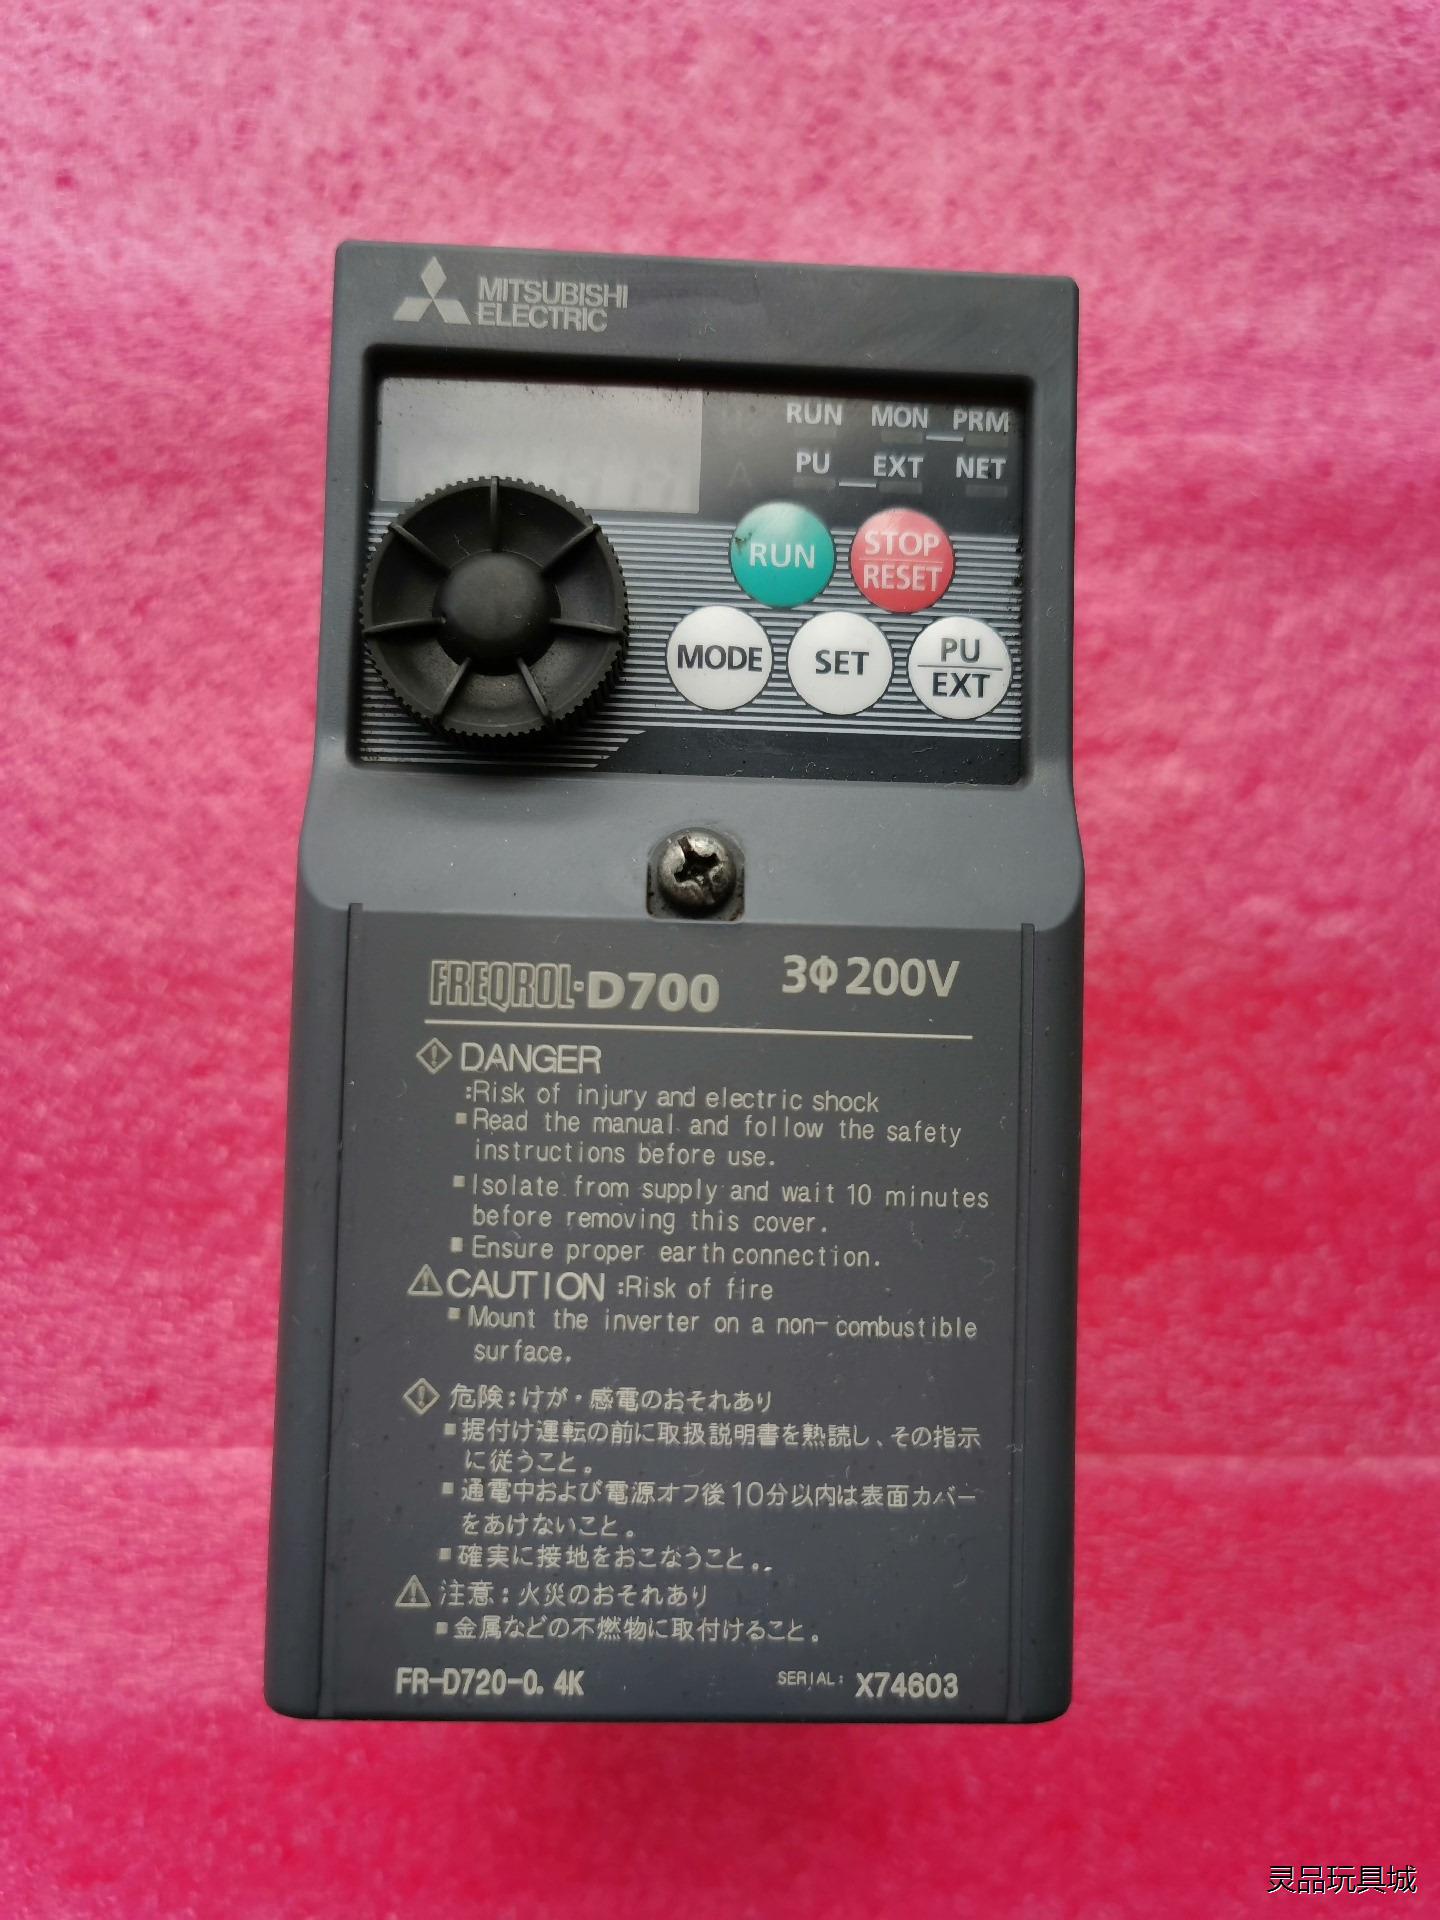 MITSUBISHI
ELECTRIC
RUN MON PRM
PU EXT NET
A
RUN
STOP
RESET
MODE SET
PU
EXT
FREQROL-D700 3Φ200V
DANGER
:Risk of injury and electric shock
▪Read the manual and follow the safety
instructions before use.
▪Isolate from supply and wait 10 minutes
before removing this cover.
▪Ensure proper earth connection.
CAUTION :Risk of fire
▪Mount the inverter on a non-combustible
surface.
危険：けが・感電のおそれあり
▪据付け運転の前に取扱説明書を熟読し、その指示
に従うこと。
▪通電中および電源オフ後10分以内は表面カバー
をあけないこと。
▪確実に接地をおこなうこと。
注意：火災のおそれあり
▪金属などの不燃物に取付けること。
FR-D720-0.4K SERIAL: X74603
灵品玩具城